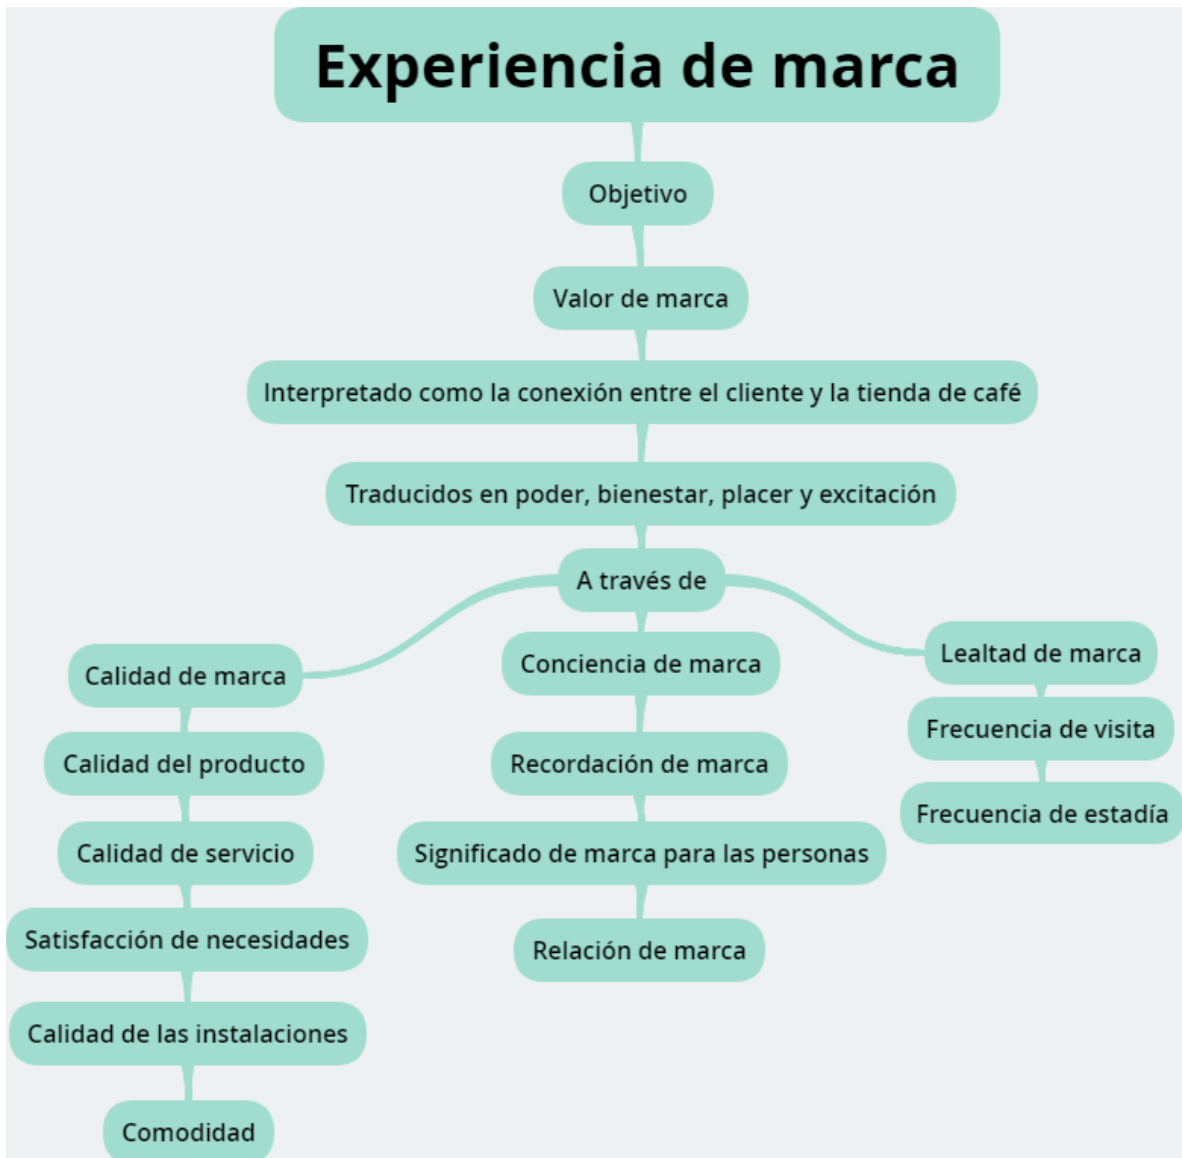 Experiencia de marca
Objetivo
Valor de marca
Interpretado como la conexión entre el cliente y la tienda de café
Traducidos en poder, bienestar, placer y excitación
A través de
Calidad de marca
Calidad del producto
Calidad de servicio
Satisfacción de necesidades
Calidad de las instalaciones
Comodidad
Conciencia de marca
Recordación de marca
Significado de marca para las personas
Relación de marca
Lealtad de marca
Frecuencia de visita
Frecuencia de estadía